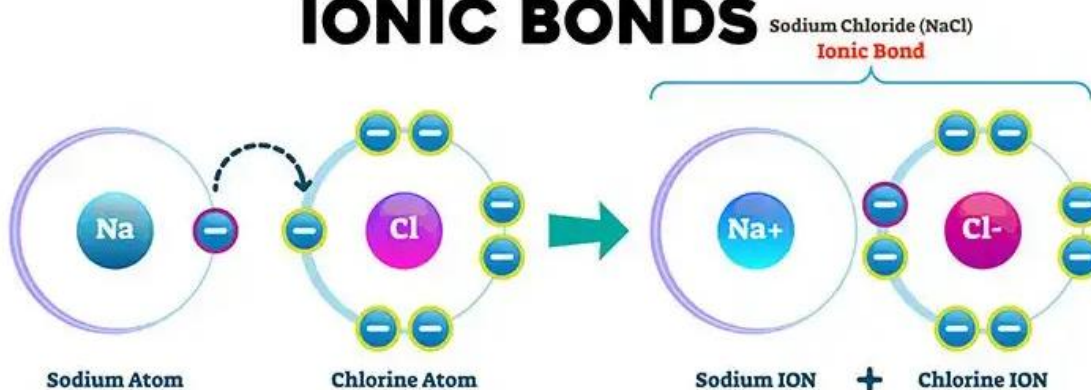 IONIC BONDS
Sodium Chloride (NaCl)
Ionic Bond
Na
Cl
Na+
Cl-
Sodium Atom
Chlorine Atom
Sodium ION + Chlorine ION